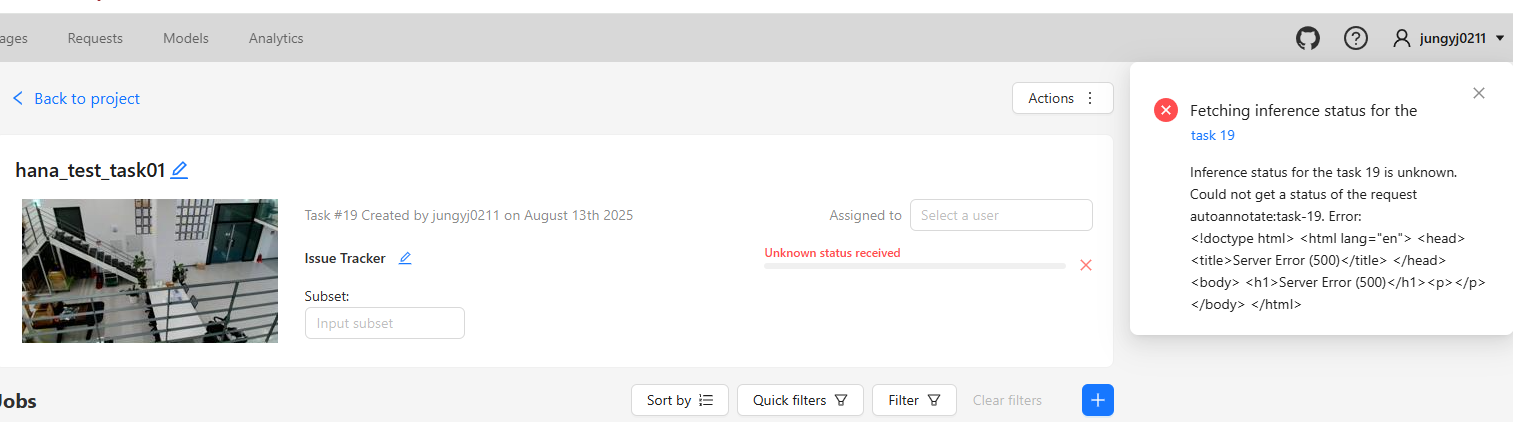 ages Requests Models Analytics jungyj0211
Back to project
Actions
Fetching inference status for the
task 19
hana_test_task01
Inference status for the task 19 is unknown.
Could not get a status of the request
autoannotate:task-19. Error:
<!doctype html> <html lang="en"> <head>
<title>Server Error (500)</title> </head>
<body> <h1>Server Error (500)</h1><p></p>
</body> </html>
Task #19 Created by jungyj0211 on August 13th 2025
Assigned to Select a user
Issue Tracker
Unknown status received
Subset:
Input subset
Jobs
Sort by Quick filters Filter Clear filters